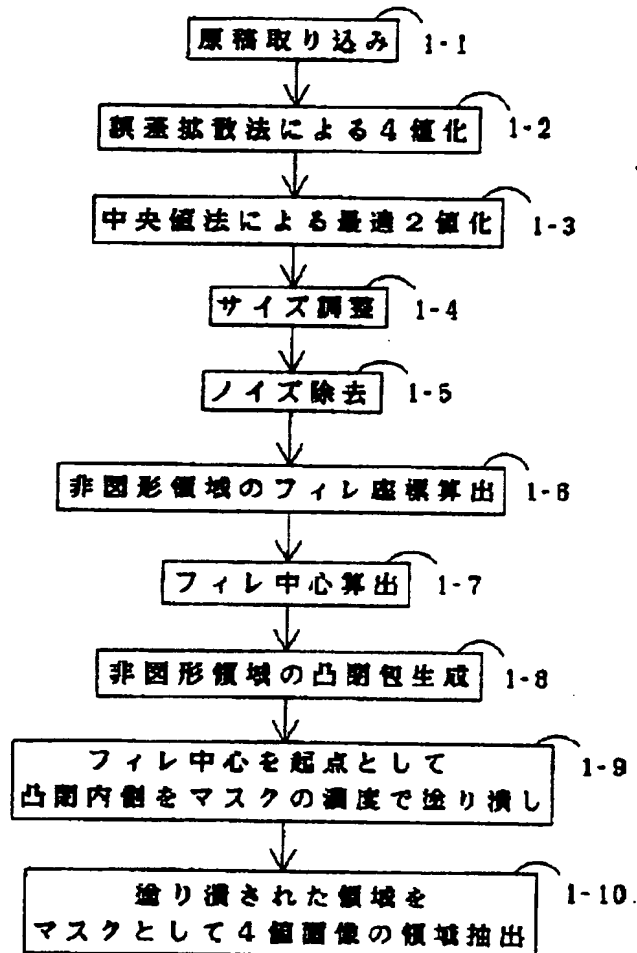 原稿取り込み 1-1
誤差拡散法による4値化 1-2
中央値法による最適2値化 1-3
サイズ調整 1-4
ノイズ除去 1-5
非図形領域のフィレ座標算出 1-6
フィレ中心算出 1-7
非図形領域の凸閉包生成 1-8
フィレ中心を起点として 1-9
凸閉内側をマスクの濃度で塗り潰し
塗り潰された領域を 1-10
マスクとして4値画像の領域抽出